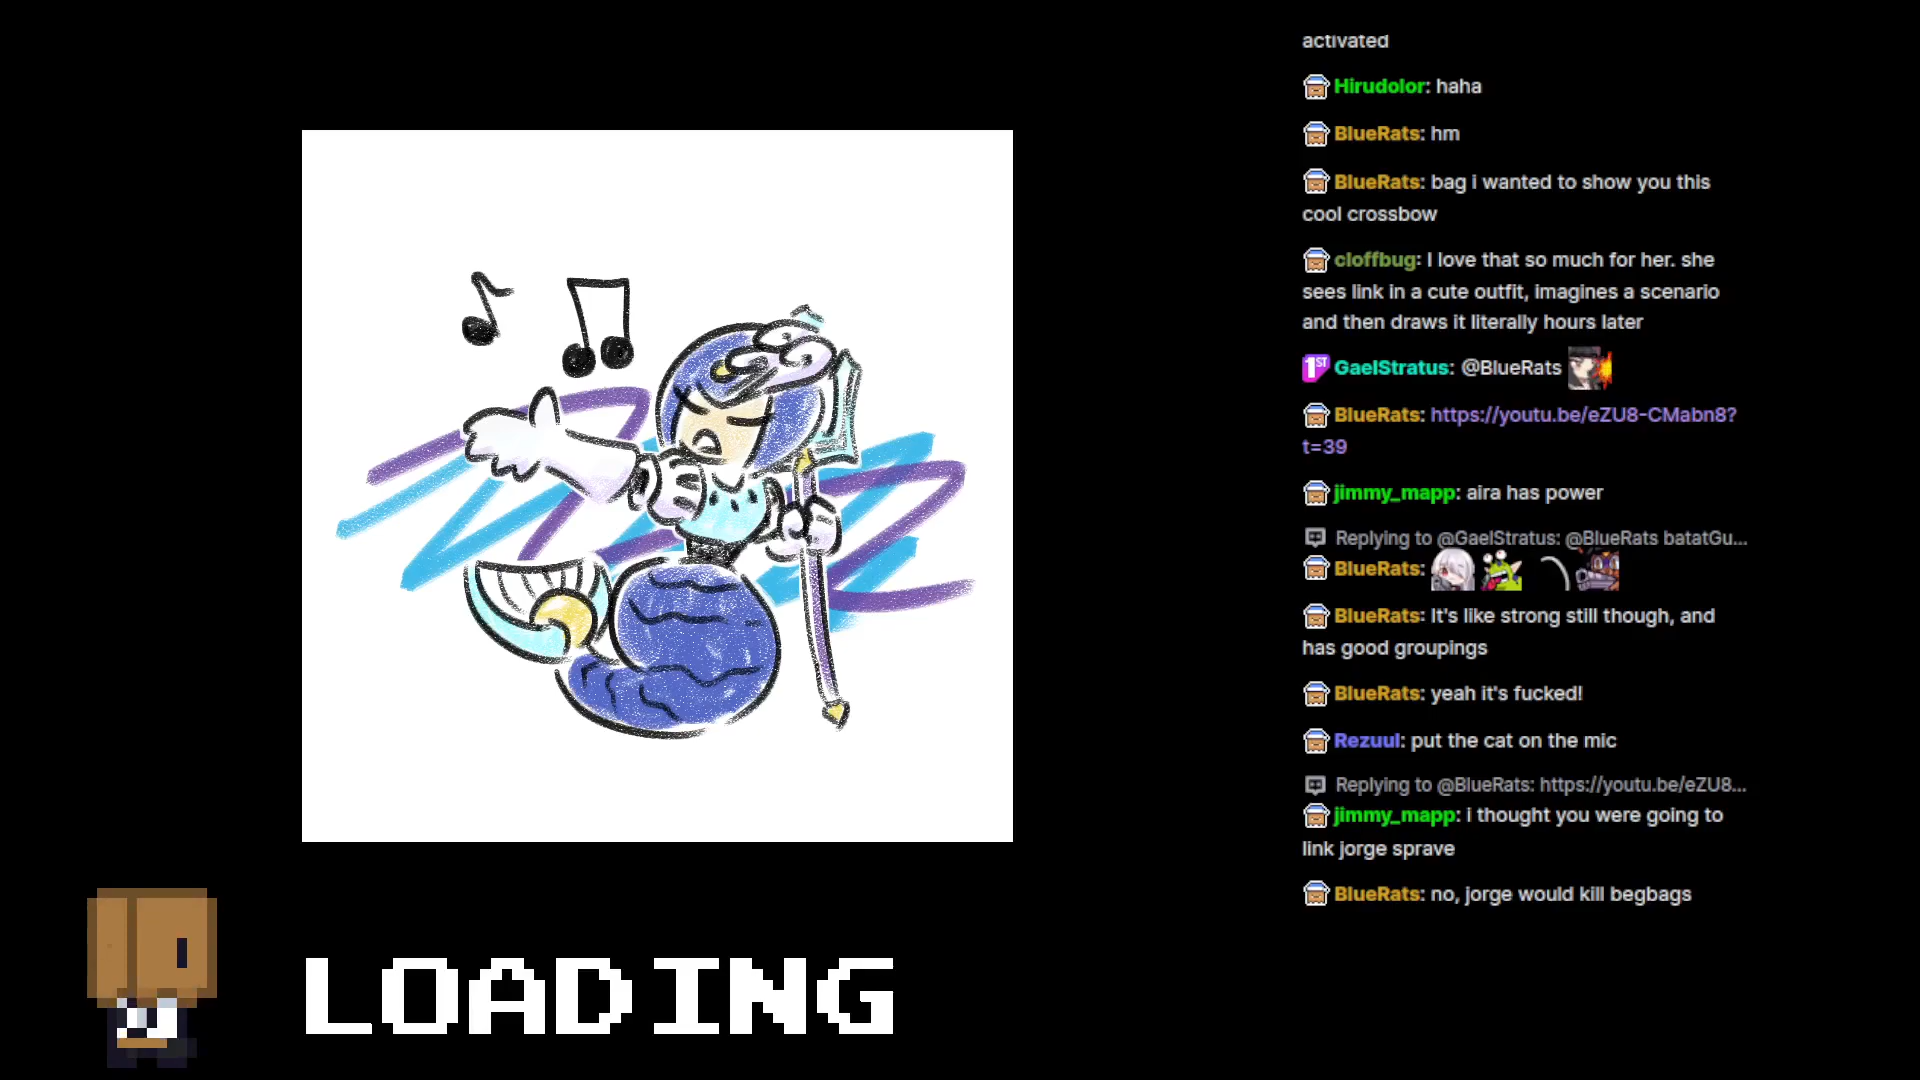 activated
Hirudolor: haha
BlueRats: hm
BlueRats: bag i wanted to show you this
cool crossbow
cloffbug: I love that so much for her. she
sees link in a cute outfit, imagines a scenario
and then draws it literally hours later
1ST GaelStratus: @BlueRats
BlueRats: https://youtu.be/eZU8-CMabn8?
t=39
jimmy_mapp: aira has power
Replying to @GaelStratus: @BlueRats batatGu...
BlueRats:
BlueRats: It's like strong still though, and
has good groupings
BlueRats: yeah it's fucked!
Rezuul: put the cat on the mic
Replying to @BlueRats: https://youtu.be/eZU8...
jimmy_mapp: i thought you were going to
link jorge sprave
BlueRats: no, jorge would kill begbags
LOADING